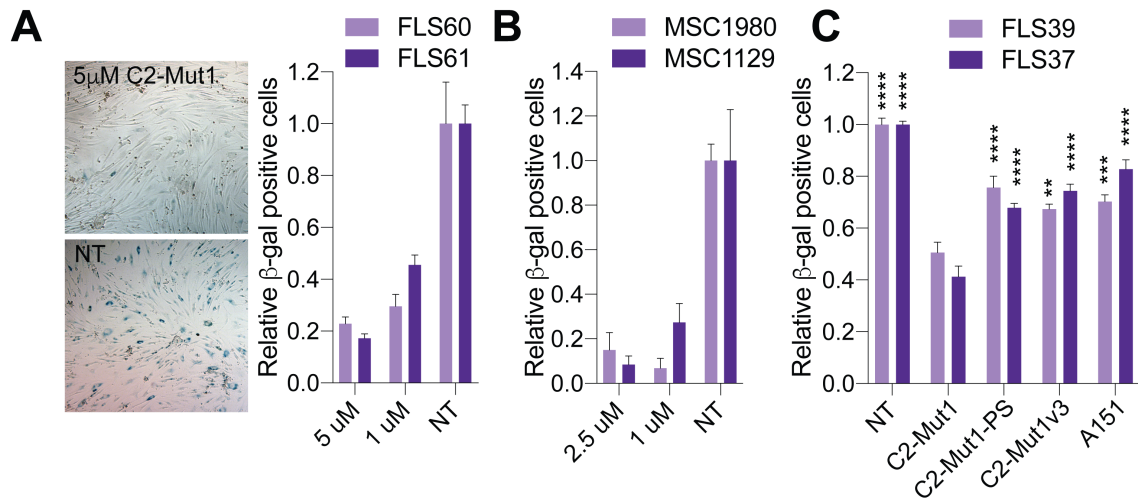 A
5μM C2-Mut1
NT
FLS60
FLS61
Relative β-gal positive cells
1.2
1.0
0.8
0.6
0.4
0.2
0.0
5 uM
1 uM
NT
B
MSC1980
MSC1129
Relative β-gal positive cells
1.4
1.2
1.0
0.8
0.6
0.4
0.2
0.0
2.5 uM
1 uM
NT
C
FLS39
FLS37
Relative β-gal positive cells
1.2
1.0
0.8
0.6
0.4
0.2
0.0
****
****
****
****
**
****
***
****
NT
C2-Mut1
C2-Mut1-PS
C2-Mut1v3
A151